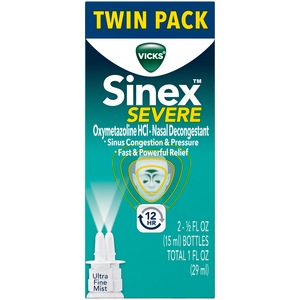 TWIN PACK
VICKS
Sinex™
SEVERE
Oxymetazoline HCl - Nasal Decongestant
• Sinus Congestion & Pressure
• Fast & Powerful Relief
12
HR
2 - ½ FL OZ
(15 ml) BOTTLES
TOTAL 1 FL OZ
(29 ml)
Ultra
Fine
Mist